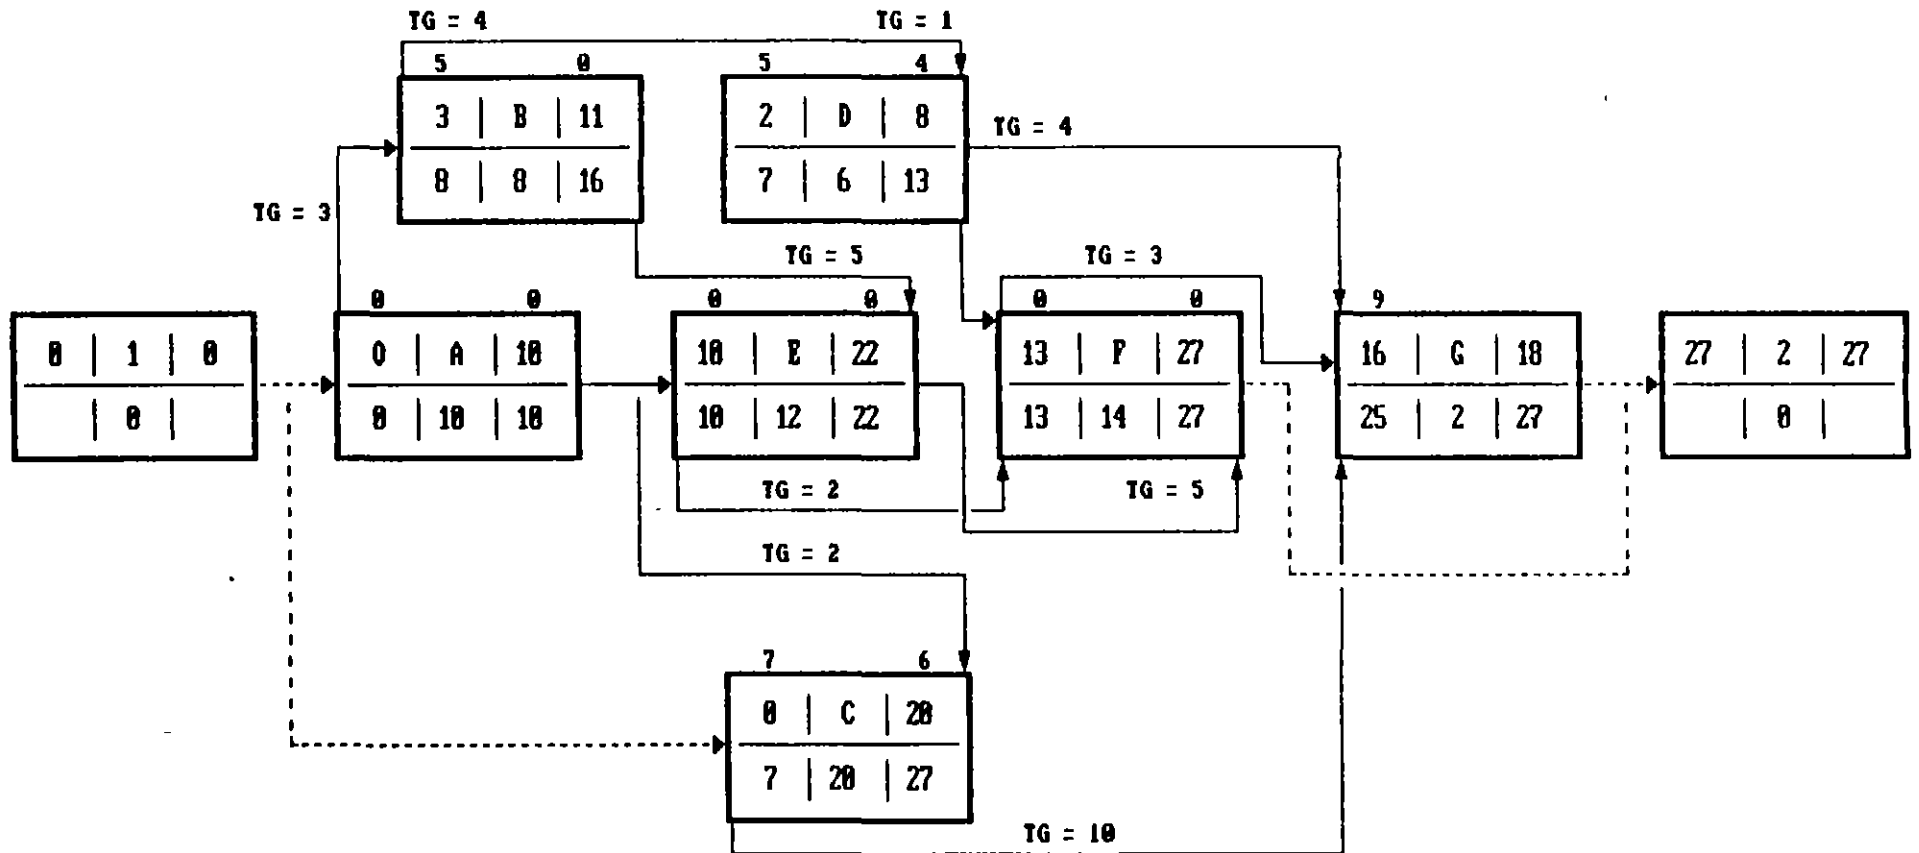 TG = 4 TG = 1
5 0 5 4
3 B 11 2 D 8
TG = 4
8 8 16 7 6 13
TG = 3
TG = 5 TG = 3
0 0 0 0 0 0 9
0 1 0 0 A 10 10 E 22 13 F 27 16 G 18 27 2 27
0 0 10 10 10 12 22 13 14 27 25 2 27 0
TG = 2 TG = 5
TG = 2
7 6
0 C 20
7 20 27
TG = 10